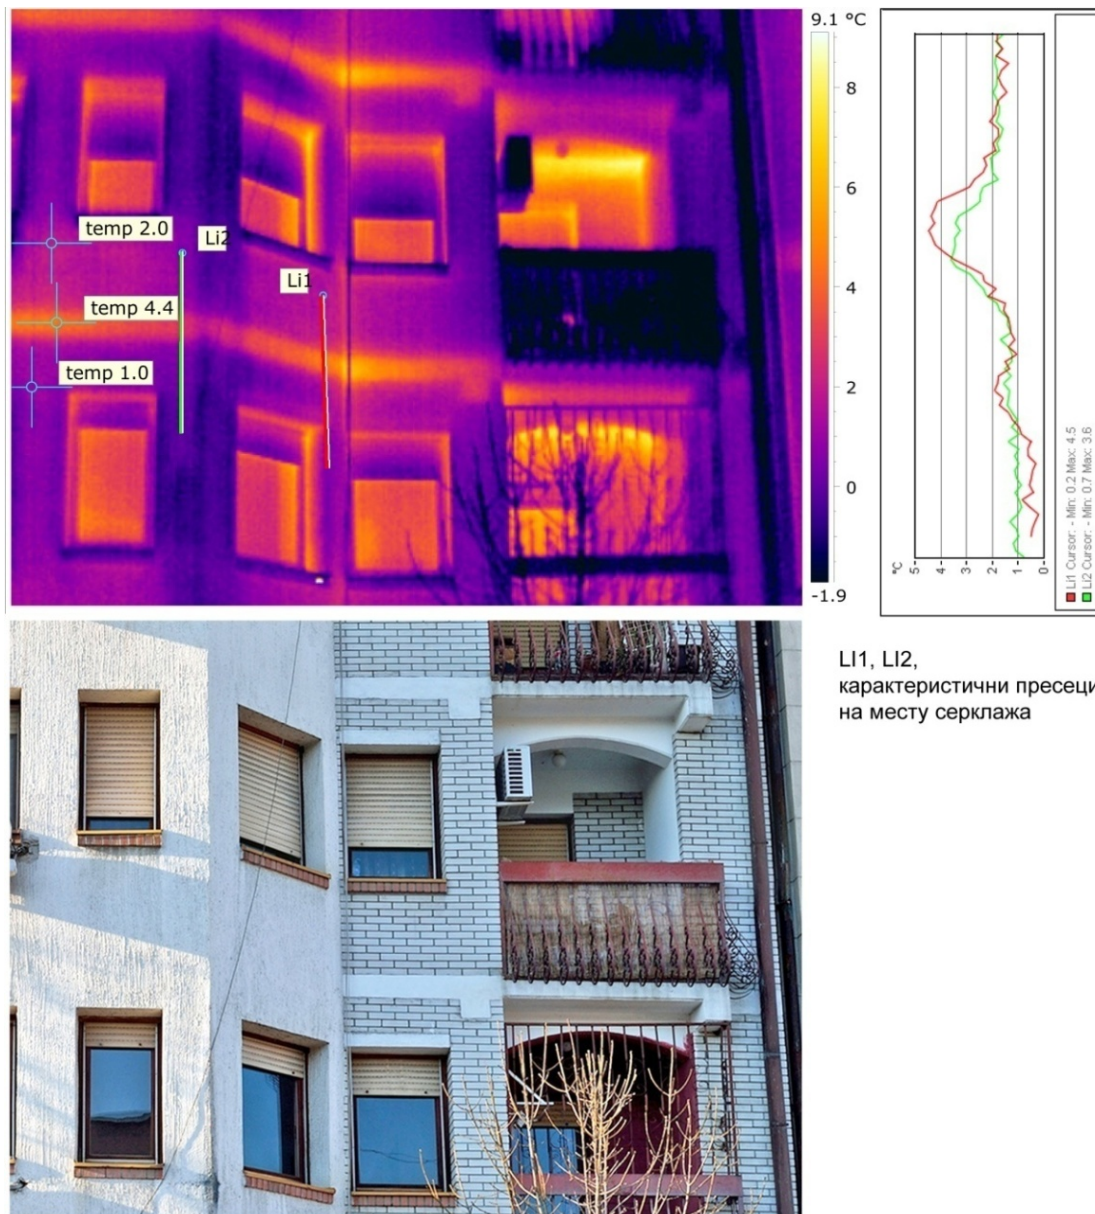 9.1 °C
8
6
4
2
0
-1.9
temp 2.0
Li2
temp 4.4
Li1
temp 1.0
°C
5
4
3
2
1
0
LI1 Cursor: - Min: 0.2 Max: 4.5
LI2 Cursor: - Min: 0.7 Max: 3.6
LI1, LI2,
карактеристични пресеци
на месту серклажа